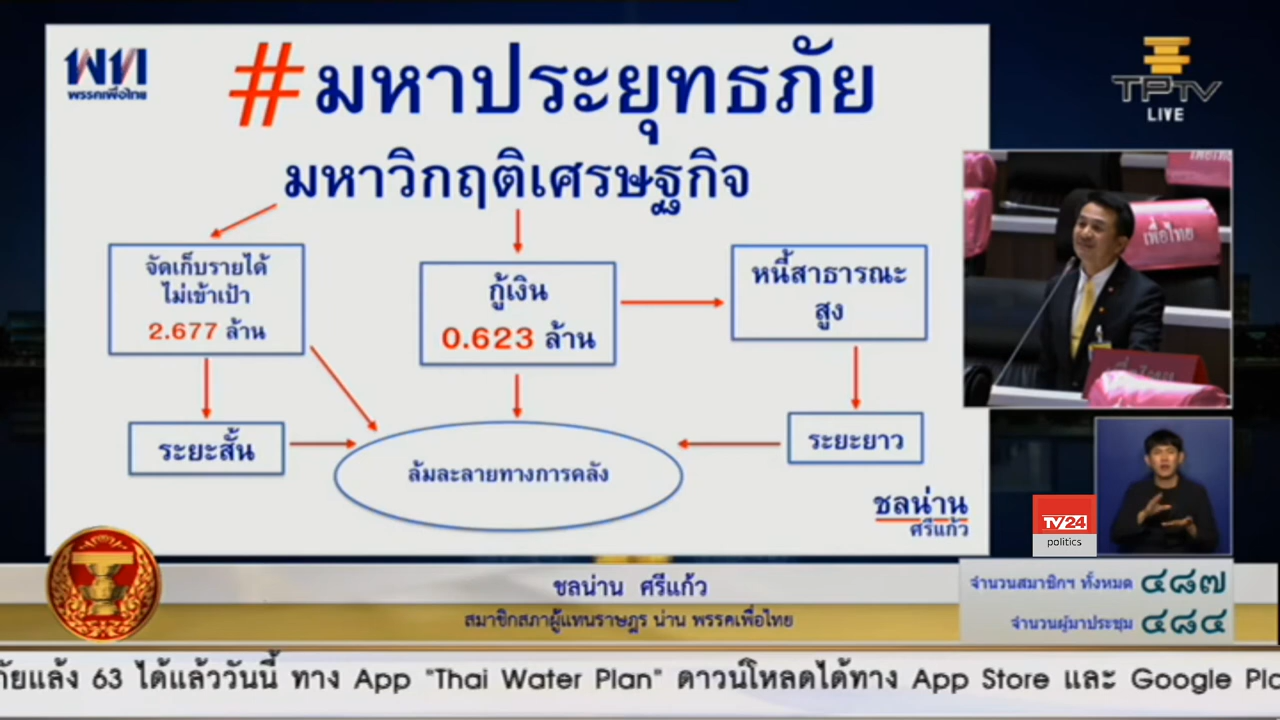 พรรคเพื่อไทย
#มหาประยุทธภัย
มหาวิกฤติเศรษฐกิจ
จัดเก็บรายได้
ไม่เข้าเป้า
2.677 ล้าน
กู้เงิน
0.623 ล้าน
หนี้สาธารณะ
สูง
ระยะสั้น
ระยะยาว
ล้มละลายทางการคลัง
ชลน่าน
ศรีแก้ว
TPTV
LIVE
เพื่อไทย
TV24
politics
ชลน่าน ศรีแก้ว
สมาชิกสภาผู้แทนราษฎร น่าน พรรคเพื่อไทย
จำนวนสมาชิกฯ ทั้งหมด ๔๘๗
จำนวนผู้มาประชุม ๔๘๔
แล้ง 63 ได้แล้ววันนี้ ทาง App "Thai Water Plan" ดาวน์โหลดได้ทาง App Store และ Google